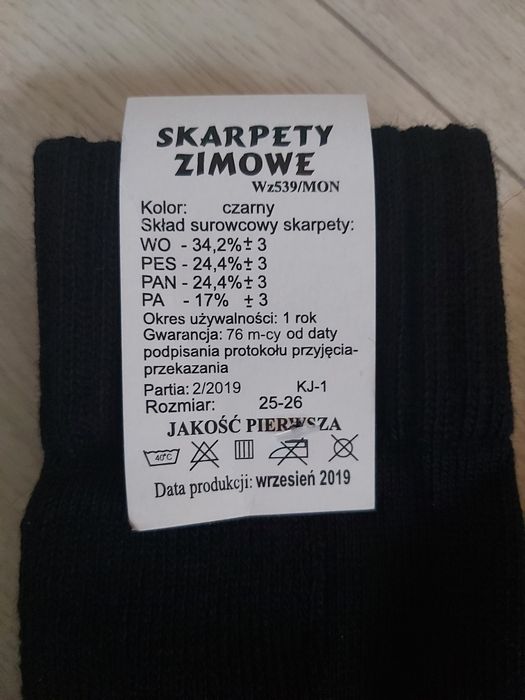 SKARPETY
ZIMOWE
Wz539/MON
Kolor: czarny
Skład surowcowy skarpety:
WO - 34,2%± 3
PES - 24,4%± 3
PAN - 24,4%± 3
PA - 17% ± 3
Okres używalności: 1 rok
Gwarancja: 76 m-cy od daty
podpisania protokołu przyjęcia-
przekazania
Partia: 2/2019 KJ-1
Rozmiar: 25-26
JAKOŚĆ PIERWSZA
40°C
Data produkcji: wrzesień 2019